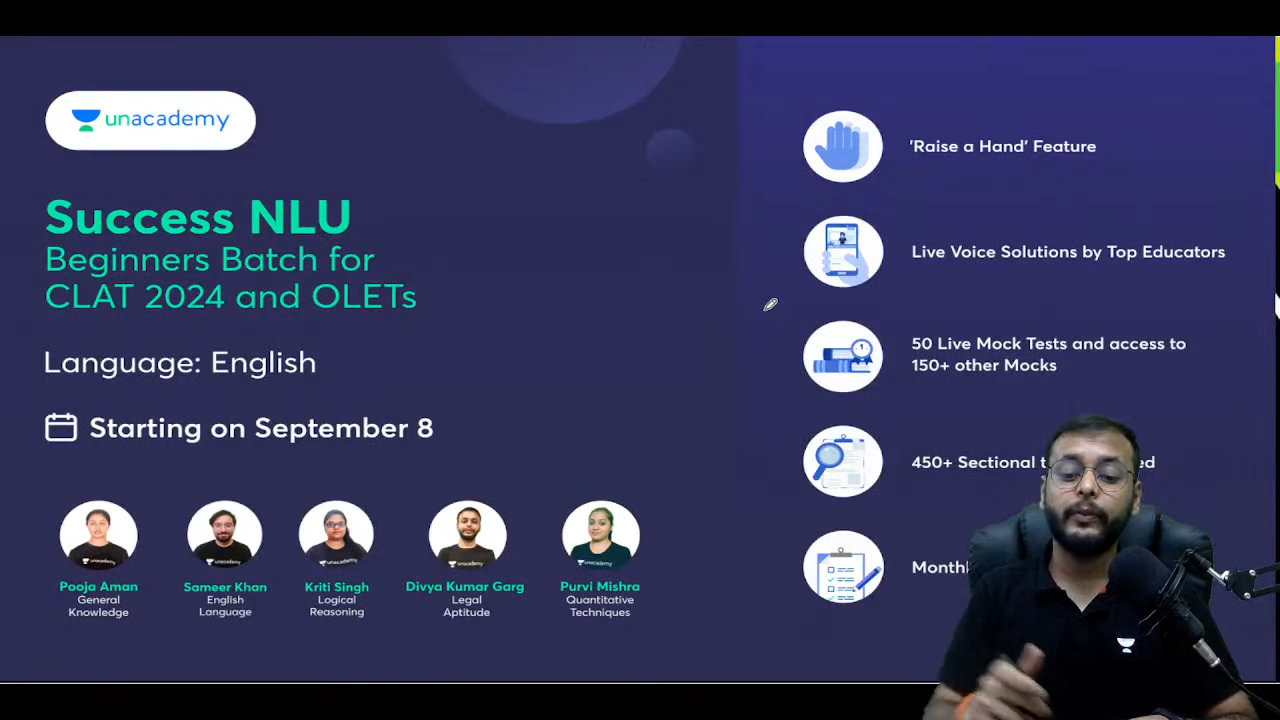 unacademy
Success NLU
Beginners Batch for
CLAT 2024 and OLETs
Language: English
Starting on September 8
Pooja Aman
General
Knowledge
Sameer Khan
English
Language
Kriti Singh
Logical
Reasoning
Divya Kumar Garg
Legal
Aptitude
Purvi Mishra
Quantitative
Techniques
'Raise a Hand' Feature
Live Voice Solutions by Top Educators
50 Live Mock Tests and access to
150+ other Mocks
450+ Sectional